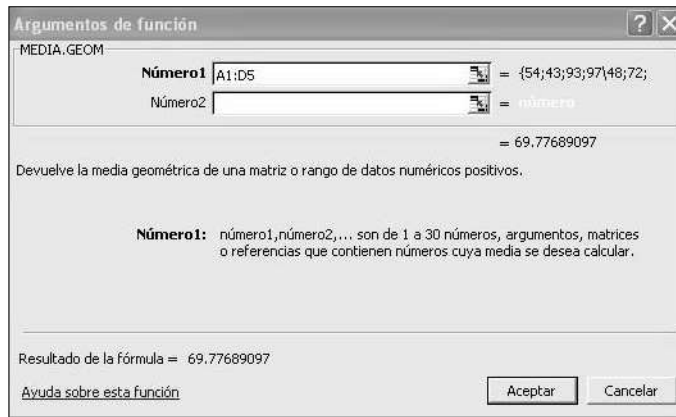 Argumentos de función
MEDIA.GEOM
Número1 A1:D5 = {54;43;93;97\48;72;
Número2 = número
= 69.77689097
Devuelve la media geométrica de una matriz o rango de datos numéricos positivos.
Número1: número1,número2,... son de 1 a 30 números, argumentos, matrices
o referencias que contienen números cuya media se desea calcular.
Resultado de la fórmula = 69.77689097
Ayuda sobre esta función Aceptar Cancelar